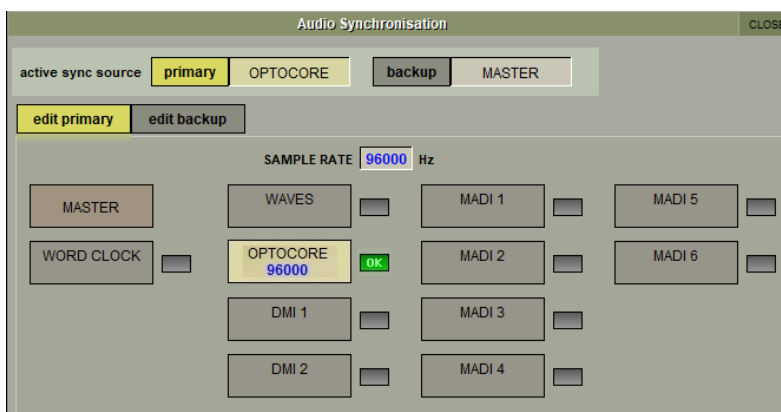 Audio Synchronisation CLOSE
active sync source primary OPTOCORE backup MASTER
edit primary edit backup
SAMPLE RATE 96000 Hz
MASTER WAVES MADI 1 MADI 5
WORD CLOCK OPTOCORE 96000 OK MADI 2 MADI 6
DMI 1 MADI 3
DMI 2 MADI 4